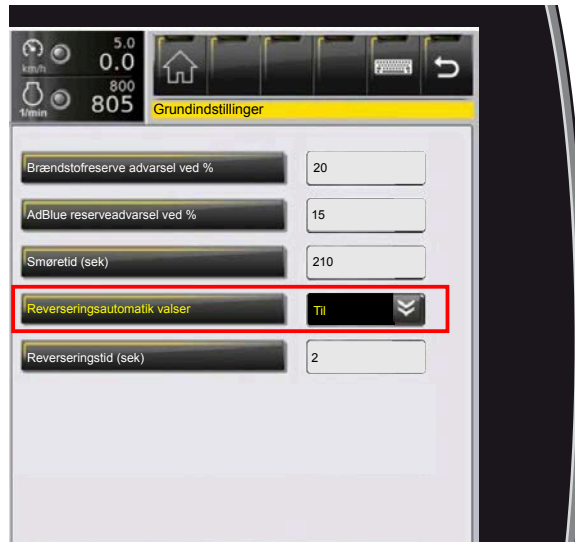 5.0
km/h 0.0
800
1/min 805
Grundindstillinger
Brændstofreserve advarsel ved % 20
AdBlue reserveadvarsel ved % 15
Smøretid (sek) 210
Reverseringsautomatik valser Til
Reverseringstid (sek) 2